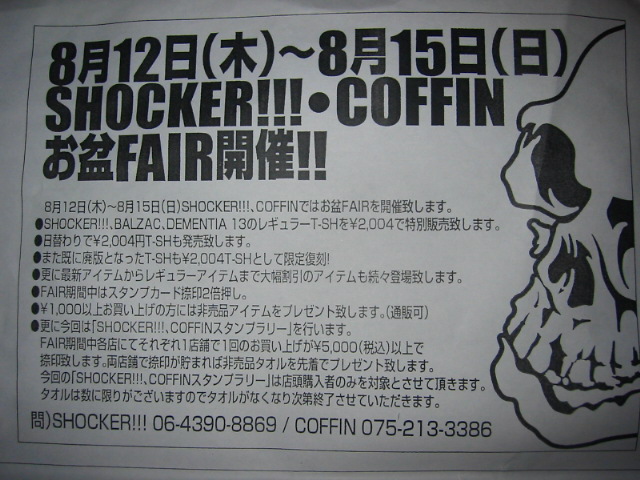 8月12日(木)～8月15日(日)
SHOCKER!!!・COFFIN
お盆FAIR開催!!
8月12日(木)～8月15日(日)SHOCKER!!!、COFFINではお盆FAIRを開催致します。
●SHOCKER!!!、BALZAC、DEMENTIA 13のレギュラーT-SHを¥2,004で特別販売致します。
●日替わりで¥2,004円T-SHも発売致します。
●また既に廃版となったT-SHも¥2,004T-SHとして限定復刻!
●更に最新アイテムからレギュラーアイテムまで大幅割引のアイテムも続々登場致します。
●FAIR期間中はスタンプカード捺印2倍押し。
●¥1,000以上お買い上げの方には非売品アイテムをプレゼント致します。(通販可)
●更に今回は「SHOCKER!!!、COFFINスタンプラリー」を行います。
FAIR期間中各店にてそれぞれ1店舗で1回のお買い上げが¥5,000(税込)以上で
捺印致します。両店舗で捺印が貯まれば非売品タオルを先着でプレゼント致します。
今回の「SHOCKER!!!、COFFINスタンプラリー」は店頭購入者のみを対象とさせて頂きます。
タオルは数に限りがございますのでタオルがなくなり次第終了させていただきます。
問)SHOCKER!!! 06-4390-8869 / COFFIN 075-213-3386